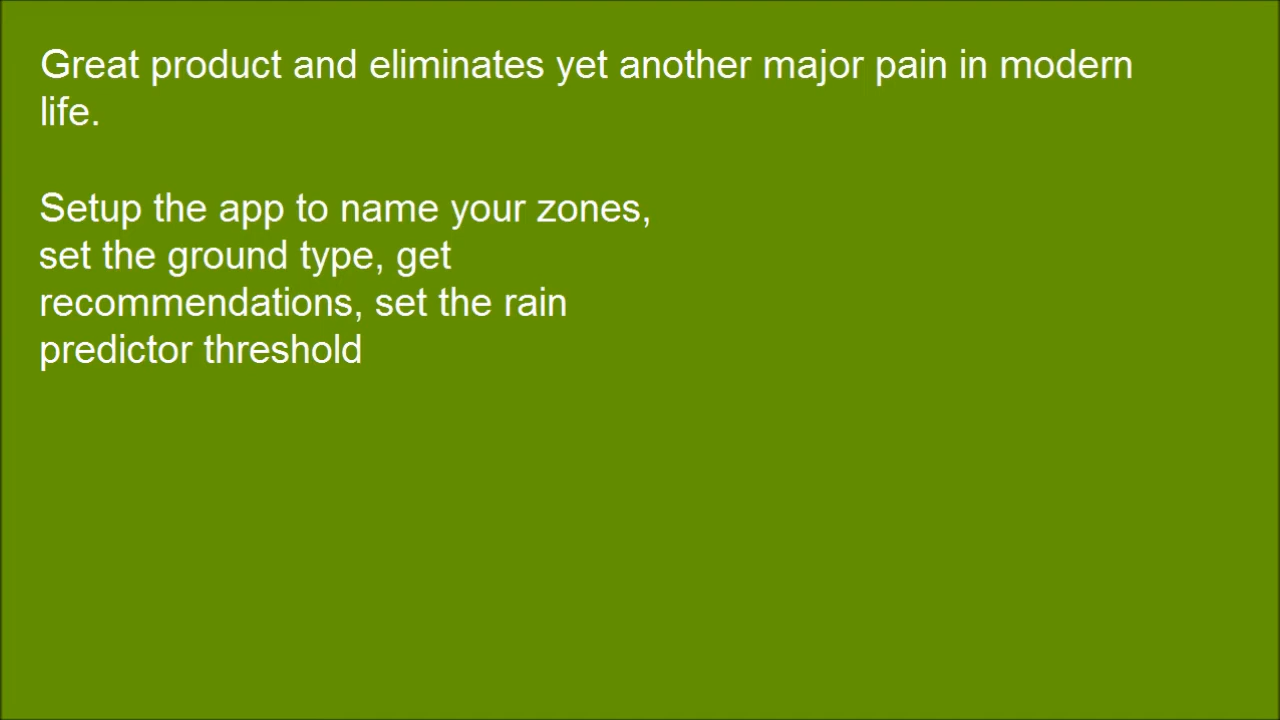 Great product and eliminates yet another major pain in modern
life.
Setup the app to name your zones,
set the ground type, get
recommendations, set the rain
predictor threshold